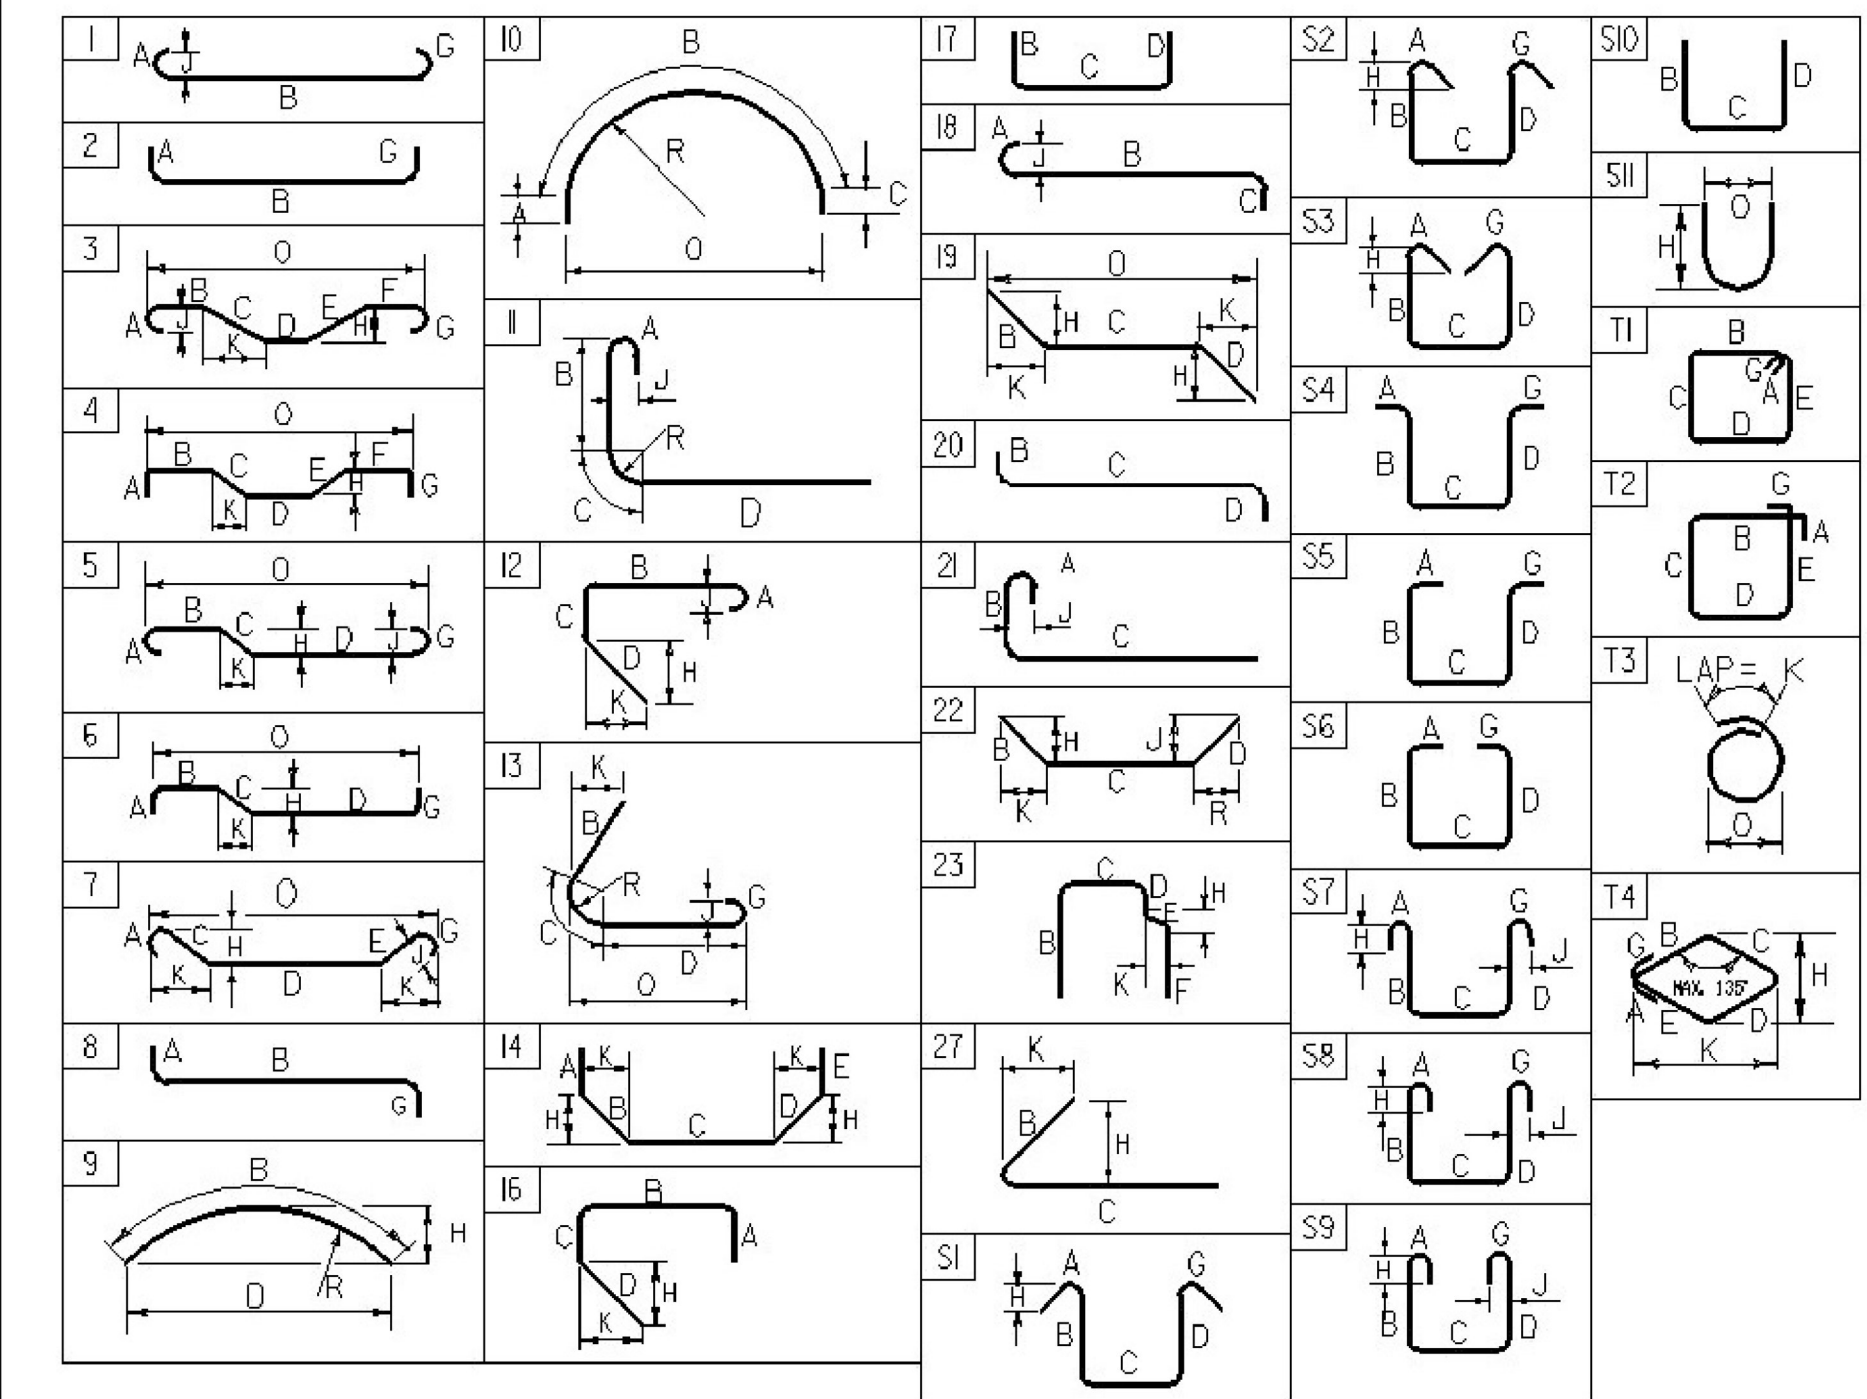 1
A J G
B
2
A G
B
3
O
B C E F
A J D H G
K
4
O
B C E F
A H G
K D
5
O
B C D
A H J G
K
6
O
B C D
A H G
K
7
O
A C E G
H J
K D K
8
A B
G
9
B
H
R
D
10
B
R
A C
O
11
A
B J
R
C D
12
B
C J A
D H
K
13
K
B
R G
J
C D
O
14
A K K E
H B D H
C
16
B
C A
D H
K
17
B D
C
18
A J B
C
19
O
B H C K
K H D
20
B C
D
21
A
B J
C
22
B H J D
C
K R
23
C
D H
E
B
K F
27
K
B H
C
S1
A G
H
B D
C
S2
A G
H
B D
C
S3
A G
H
B D
C
S4
A G
B D
C
S5
A G
B D
C
S6
A G
B D
C
S7
A G
H J
B C D
S8
A G
H J
B C D
S9
A G
H J
B C D
S10
B D
C
S11
O
H
T1
B
G
C A E
D
T2
G
B A
C E
D
T3
LAP= K
O
T4
G B C
MAX. 135° H
A E D
K